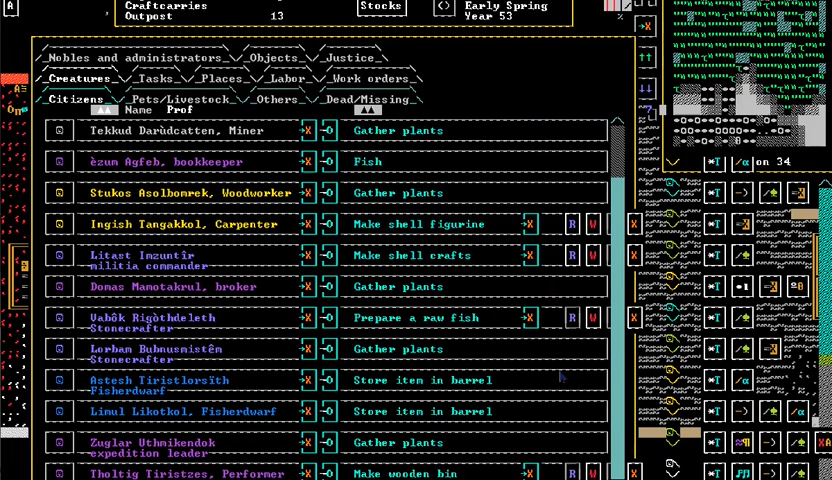 A
Craftcarries
Outpost 13
Stocks
Early Spring
Year 53
Nobles and administrators Objects Justice
Creatures Tasks Places Labor Work orders
Citizens Pets/Livestock Others Dead/Missing
Name Prof
Tekkud Darùdcatten, Miner Gather plants
èzum Agfeb, bookkeeper Fish
on 34
Stukos Asolbomrek, Woodworker Gather plants
Ingish Tangakkol, Carpenter Make shell figurine R W X
Litast Imzuntîr
militia commander Make shell crafts R W X
Domas Mamotakrul, broker Gather plants
Vabôk Rigòthdeleth
Stonecrafter Prepare a raw fish R W X
Lorbam Bubnusmistêm
Stonecrafter Gather plants
Astesh Tiristlorsïth
Fisherdwarf Store item in barrel
Limul Likotkol, Fisherdwarf Store item in barrel
Zuglar Uthmikendok
expedition leader Gather plants
Tholtig Tiristzes, Performer Make wooden bin R W X